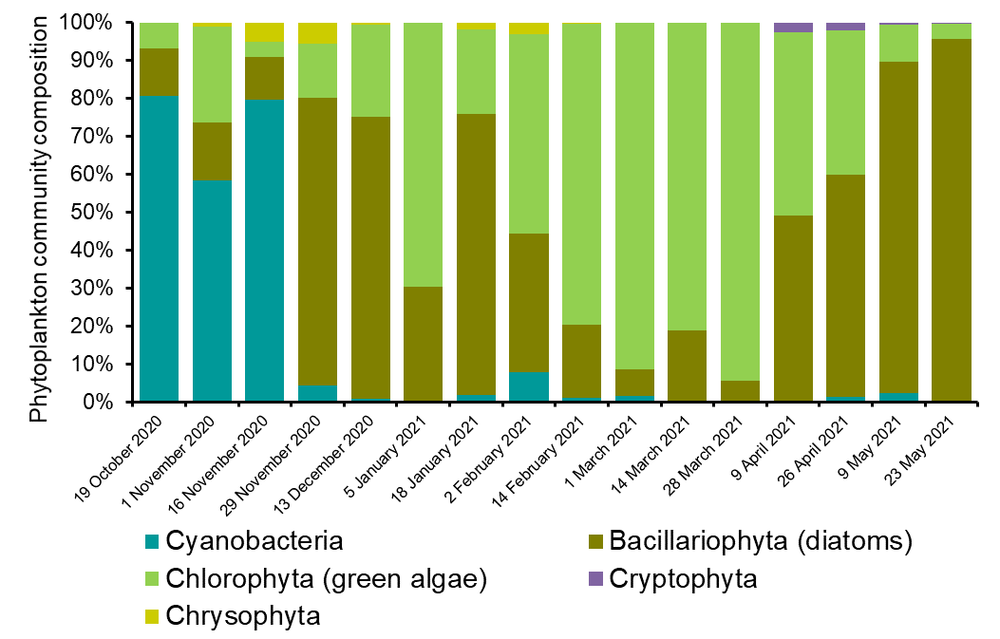 Phytoplankton community composition
100%
90%
80%
70%
60%
50%
40%
30%
20%
10%
0%
19 October 2020
1 November 2020
16 November 2020
29 November 2020
13 December 2020
5 January 2021
18 January 2021
2 February 2021
14 February 2021
1 March 2021
14 March 2021
28 March 2021
9 April 2021
26 April 2021
9 May 2021
23 May 2021
Cyanobacteria
Bacillariophyta (diatoms)
Chlorophyta (green algae)
Cryptophyta
Chrysophyta